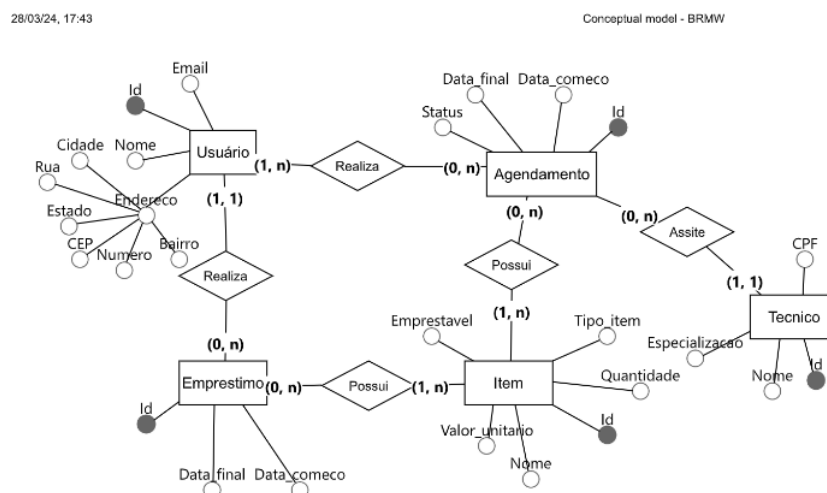 28/03/24, 17:43
Conceptual model - BRMW
Email
Id
Nome
Usuário
Cidade
Rua
Endereco
Estado
CEP
Numero
Bairro
(1, n)
Realiza
(0, n)
Data_final
Data_comeco
Status
Id
Agendamento
(1, 1)
Realiza
(0, n)
(0, n)
Possui
(1, n)
(0, n)
Assite
(1, 1)
CPF
Tecnico
Especializacao
Nome
Id
Emprestavel
Tipo_item
Item
Quantidade
Id
Valor_unitario
Nome
Emprestimo
(0, n)
Possui
(1, n)
Id
Data_final
Data_comeco